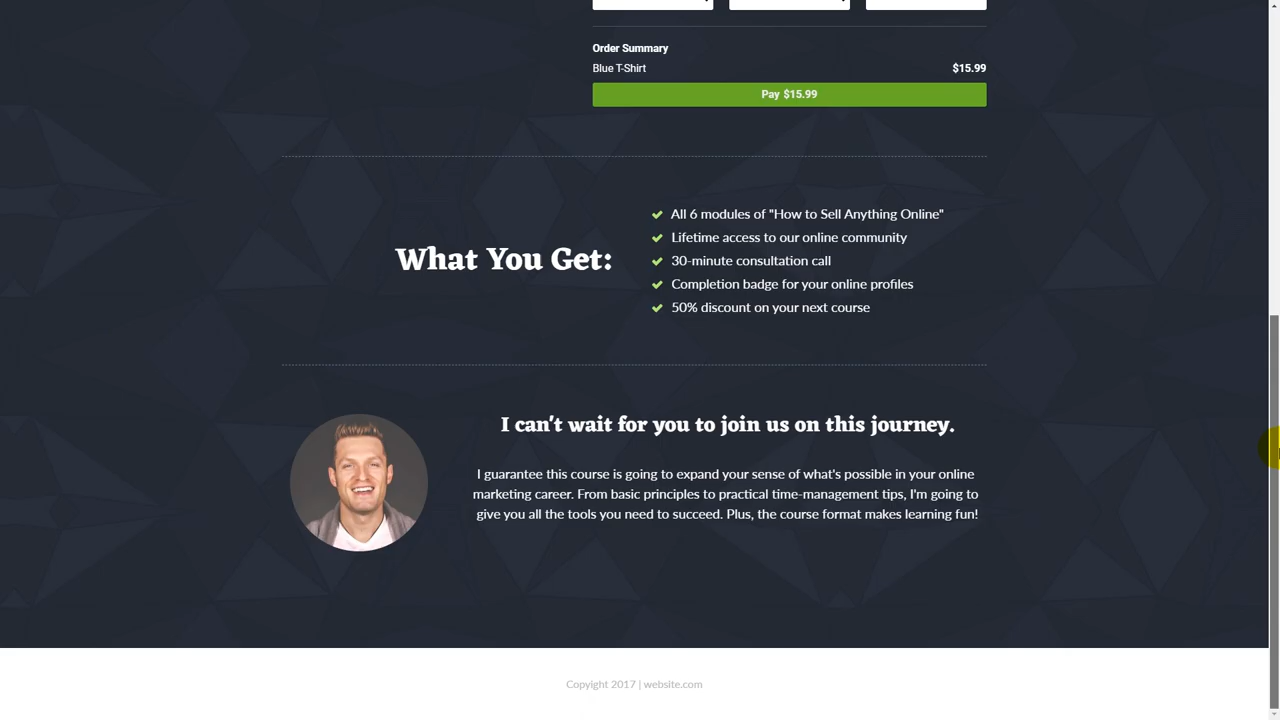 Order Summary
Blue T-Shirt $15.99
Pay $15.99
What You Get:
All 6 modules of "How to Sell Anything Online"
Lifetime access to our online community
30-minute consultation call
Completion badge for your online profiles
50% discount on your next course
I can't wait for you to join us on this journey.
I guarantee this course is going to expand your sense of what's possible in your online
marketing career. From basic principles to practical time-management tips, I'm going to
give you all the tools you need to succeed. Plus, the course format makes learning fun!
Copyight 2017 | website.com